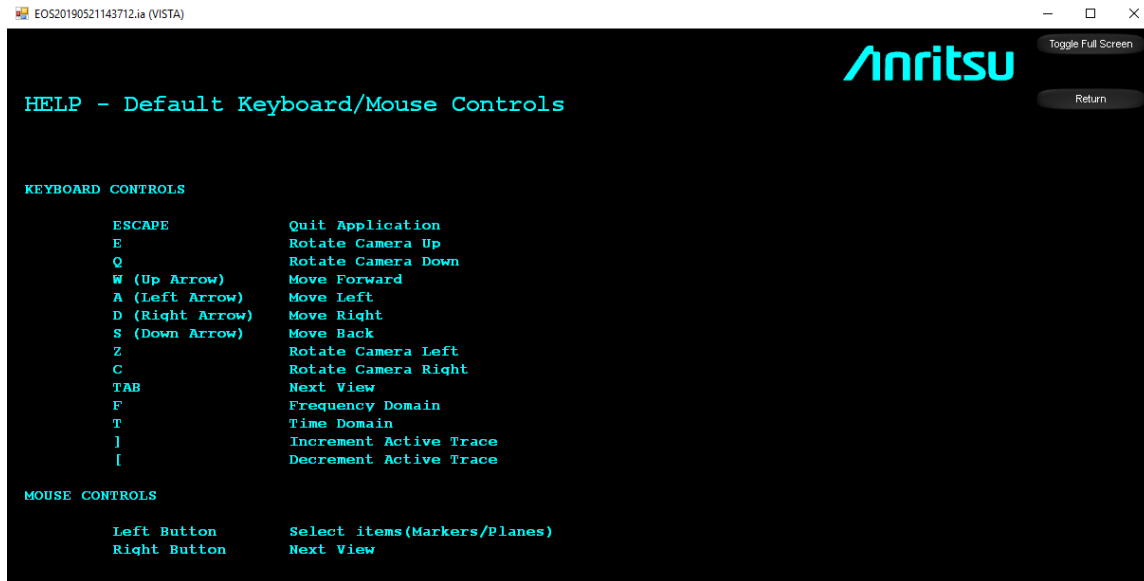 EOS20190521143712.ia (VISTA)
Anritsu
Toggle Full Screen
Return
HELP - Default Keyboard/Mouse Controls
KEYBOARD CONTROLS
ESCAPE Quit Application
E Rotate Camera Up
Q Rotate Camera Down
W (Up Arrow) Move Forward
A (Left Arrow) Move Left
D (Right Arrow) Move Right
S (Down Arrow) Move Back
Z Rotate Camera Left
C Rotate Camera Right
TAB Next View
F Frequency Domain
T Time Domain
] Increment Active Trace
[ Decrement Active Trace
MOUSE CONTROLS
Left Button Select items(Markers/Planes)
Right Button Next View